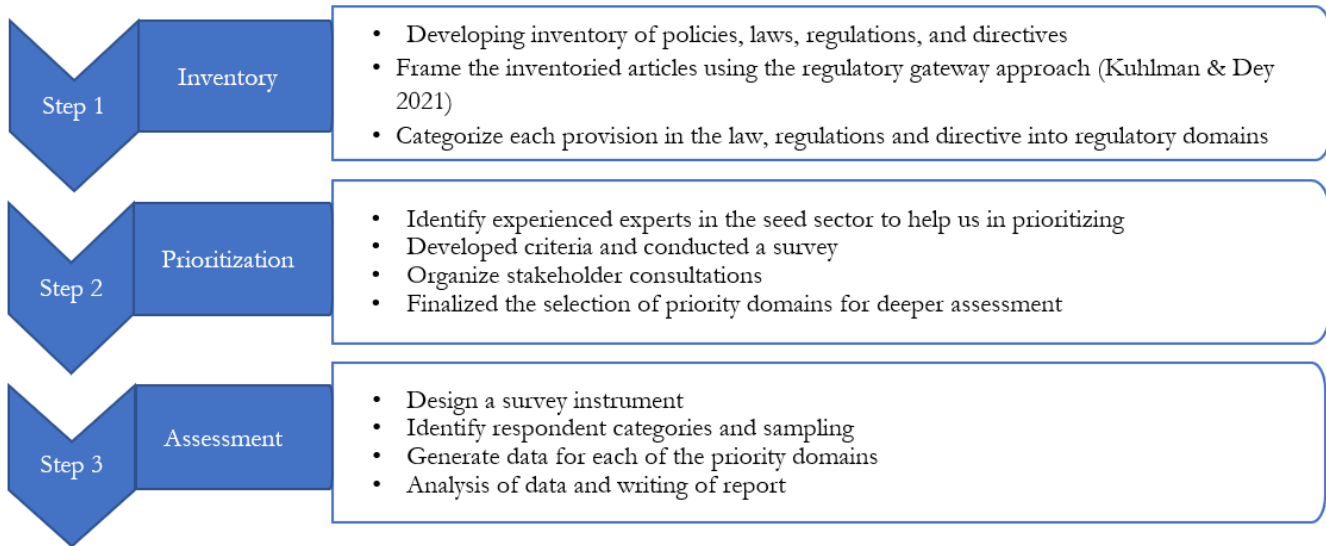 Step 1
Inventory
• Developing inventory of policies, laws, regulations, and directives
• Frame the inventoried articles using the regulatory gateway approach (Kuhlman & Dey
2021)
• Categorize each provision in the law, regulations and directive into regulatory domains
Step 2
Prioritization
• Identify experienced experts in the seed sector to help us in prioritizing
• Developed criteria and conducted a survey
• Organize stakeholder consultations
• Finalized the selection of priority domains for deeper assessment
Step 3
Assessment
• Design a survey instrument
• Identify respondent categories and sampling
• Generate data for each of the priority domains
• Analysis of data and writing of report